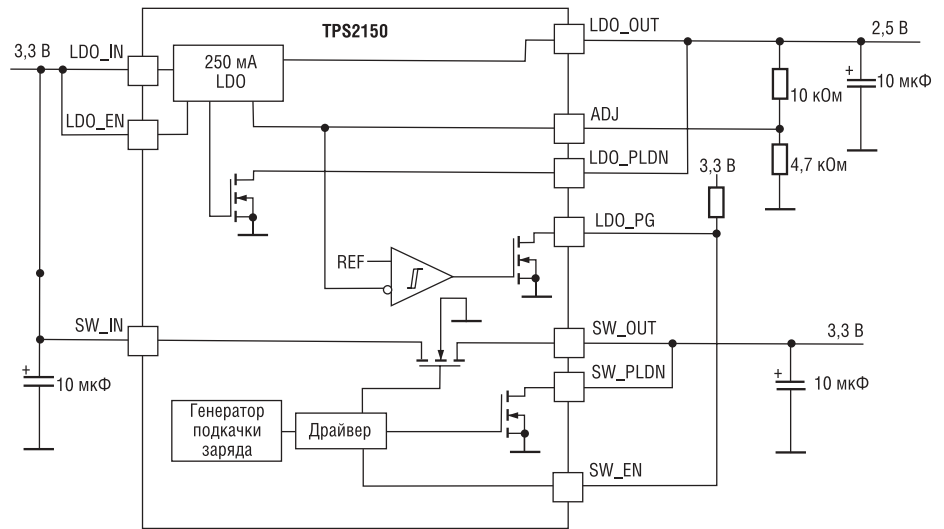 TPS2150
LDO_OUT
2,5 В
3,3 В
LDO_IN
250 мА
LDO
+
10 мкФ
10 кОм
LDO_EN
ADJ
LDO_PLDN
3,3 В
4,7 кОм
LDO_PG
REF
SW_IN
SW_OUT
3,3 В
SW_PLDN
+
10 мкФ
+
10 мкФ
Генератор
подкачки
заряда
Драйвер
SW_EN